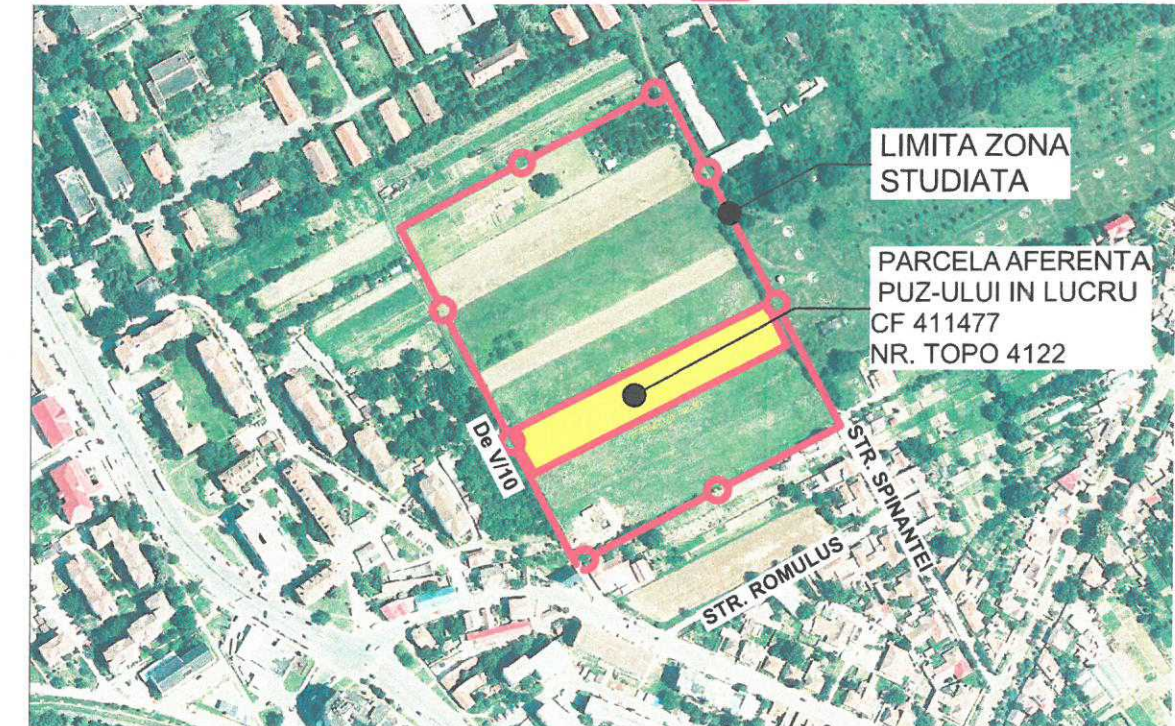 LIMITA ZONA
STUDIATA
PARCELA AFERENTA
PUZ-ULUI IN LUCRU
CF 411477
NR. TOPO 4122
De V/10
STR. SPINANTEI
STR. ROMULUS